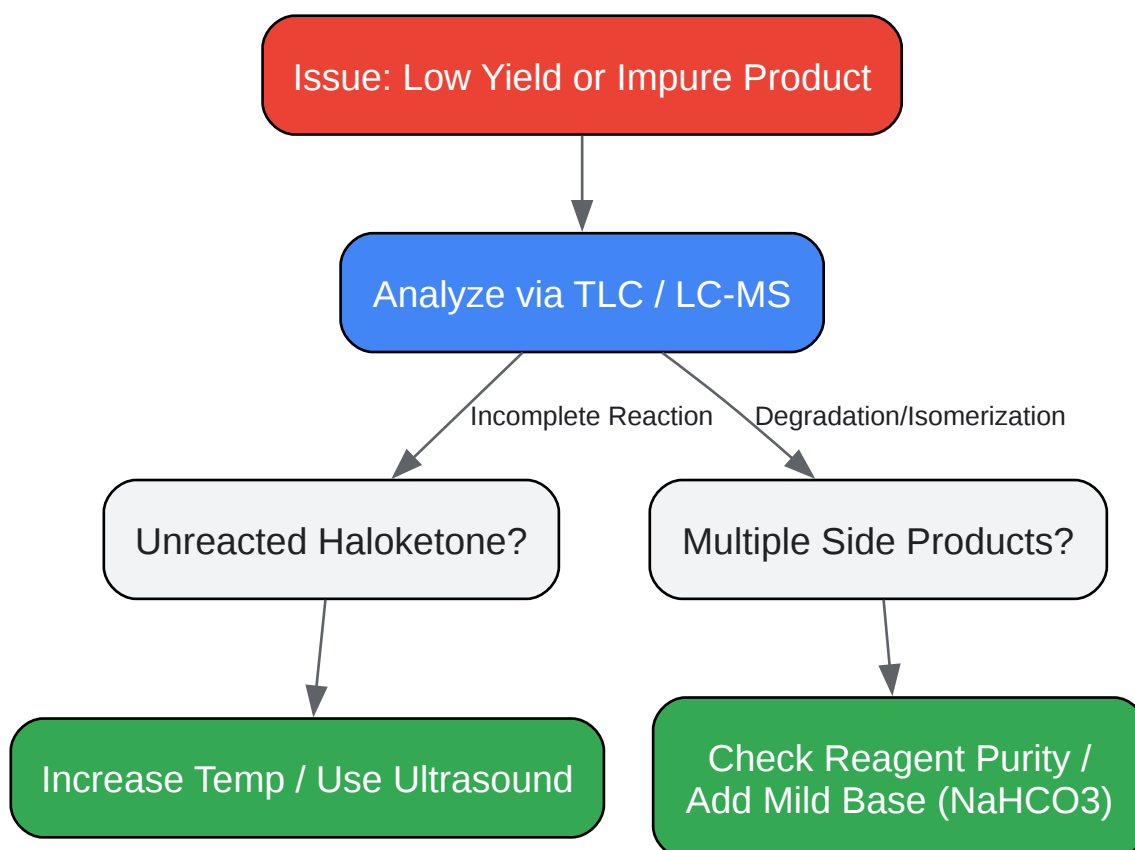 Issue: Low Yield or Impure Product
Analyze via TLC / LC-MS
Incomplete Reaction
Degradation/Isomerization
Unreacted Haloketone?
Multiple Side Products?
Increase Temp / Use Ultrasound
Check Reagent Purity /
Add Mild Base (NaHCO3)